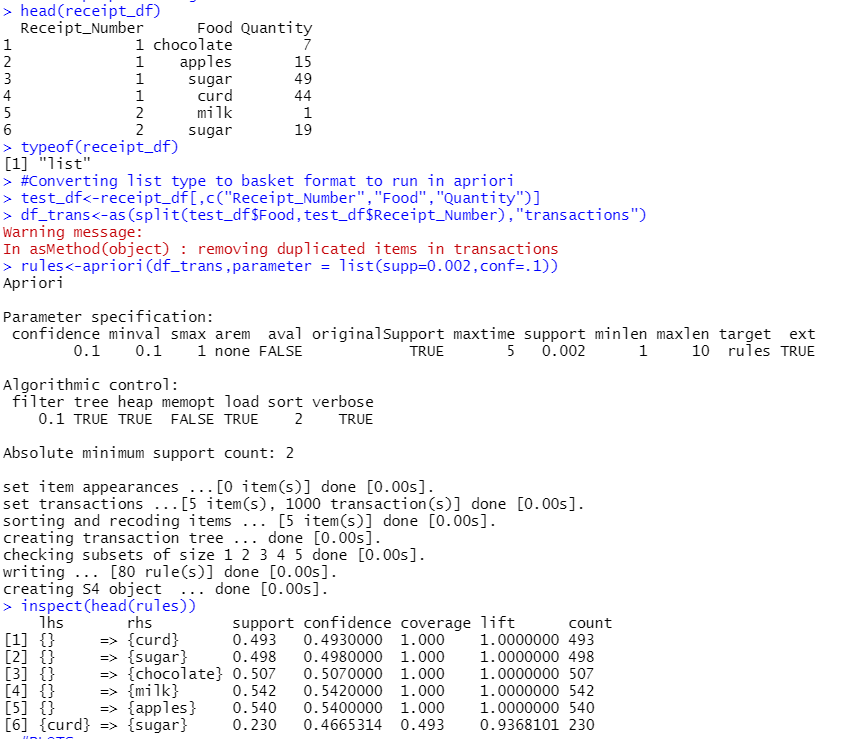 > head(receipt_df)
  Receipt_Number      Food Quantity
1              1 chocolate        7
2              1    apples       15
3              1     sugar       49
4              1      curd       44
5              2      milk        1
6              2     sugar       19
> typeof(receipt_df)
[1] "list"
> #Converting list type to basket format to run in apriori
> test_df<-receipt_df[,c("Receipt_Number","Food","Quantity")]
> df_trans<-as(split(test_df$Food,test_df$Receipt_Number),"transactions")
Warning message:
In asMethod(object) : removing duplicated items in transactions
> rules<-apriori(df_trans,parameter = list(supp=0.002,conf=.1))
Apriori

Parameter specification:
 confidence minval smax arem  aval originalSupport maxtime support minlen maxlen target  ext
        0.1    0.1    1 none FALSE            TRUE       5   0.002      1     10  rules TRUE

Algorithmic control:
 filter tree heap memopt load sort verbose
    0.1 TRUE TRUE  FALSE TRUE    2    TRUE

Absolute minimum support count: 2

set item appearances ...[0 item(s)] done [0.00s].
set transactions ...[5 item(s), 1000 transaction(s)] done [0.00s].
sorting and recoding items ... [5 item(s)] done [0.00s].
creating transaction tree ... done [0.00s].
checking subsets of size 1 2 3 4 5 done [0.00s].
writing ... [80 rule(s)] done [0.00s].
creating S4 object  ... done [0.00s].
> inspect(head(rules))
    lhs       rhs         support confidence coverage lift      count
[1] {}     => {curd}      0.493   0.4930000  1.000    1.0000000 493
[2] {}     => {sugar}     0.498   0.4980000  1.000    1.0000000 498
[3] {}     => {chocolate} 0.507   0.5070000  1.000    1.0000000 507
[4] {}     => {milk}      0.542   0.5420000  1.000    1.0000000 542
[5] {}     => {apples}    0.540   0.5400000  1.000    1.0000000 540
[6] {curd} => {sugar}     0.230   0.4665314  0.493    0.9368101 230